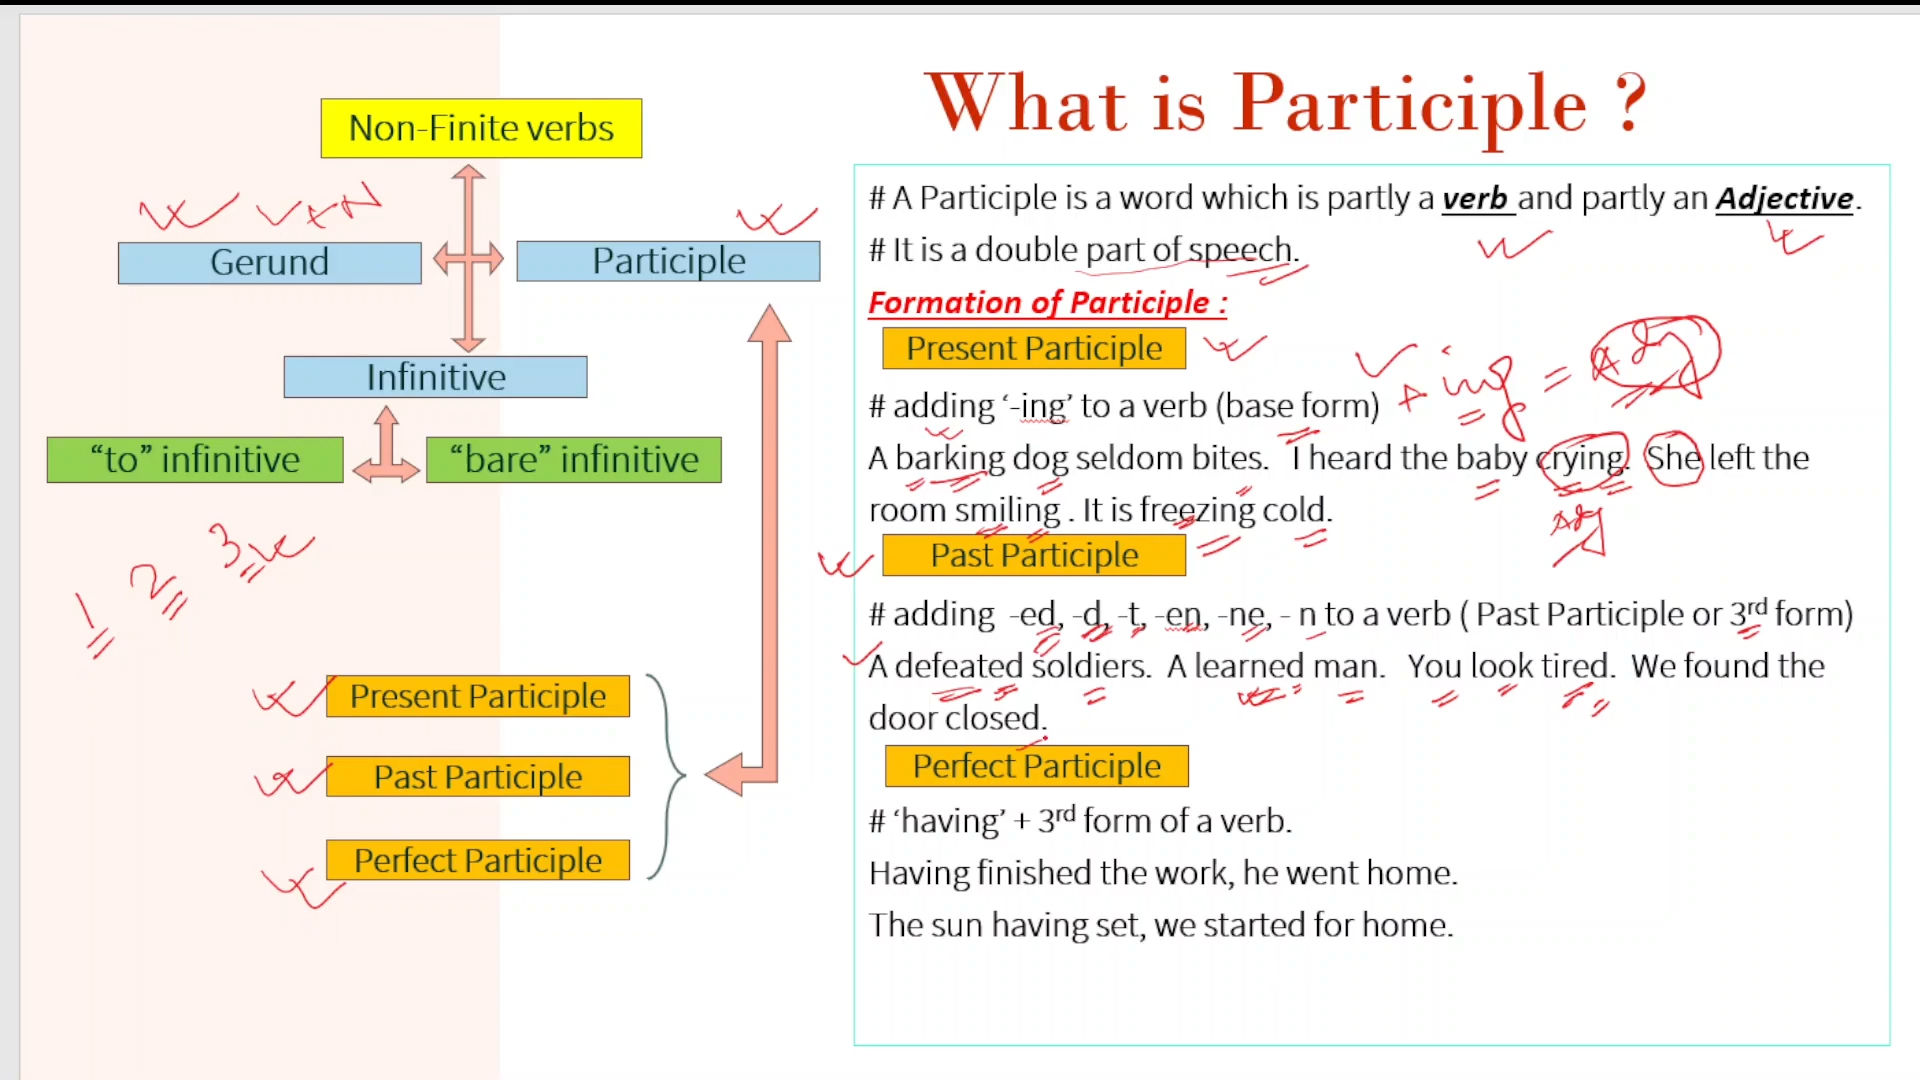 What is Participle ?
Non-Finite verbs
V+N
Gerund
Participle
Infinitive
“to” infinitive
“bare” infinitive
1 2 3
Present Participle
Past Participle
Perfect Participle
# A Participle is a word which is partly a verb and partly an Adjective.
# It is a double part of speech.
Formation of Participle :
Present Participle
# adding ‘-ing’ to a verb (base form)
+ ing = Adj
A barking dog seldom bites. I heard the baby crying. She left the
room smiling . It is freezing cold.
Adj
Past Participle
# adding -ed, -d, -t, -en, -ne, - n to a verb ( Past Participle or 3rd form)
A defeated soldiers. A learned man. You look tired. We found the
door closed.
Perfect Participle
# ‘having’ + 3rd form of a verb.
Having finished the work, he went home.
The sun having set, we started for home.